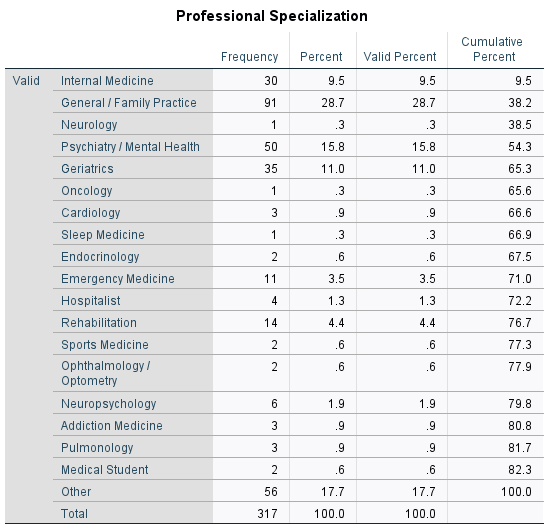 Professional Specialization
Cumulative
Frequency Percent Valid Percent Percent
Valid Internal Medicine 30 9.5 9.5 9.5
General / Family Practice 91 28.7 28.7 38.2
Neurology 1 .3 .3 38.5
Psychiatry / Mental Health 50 15.8 15.8 54.3
Geriatrics 35 11.0 11.0 65.3
Oncology 1 .3 .3 65.6
Cardiology 3 .9 .9 66.6
Sleep Medicine 1 .3 .3 66.9
Endocrinology 2 .6 .6 67.5
Emergency Medicine 11 3.5 3.5 71.0
Hospitalist 4 1.3 1.3 72.2
Rehabilitation 14 4.4 4.4 76.7
Sports Medicine 2 .6 .6 77.3
Ophthalmology / 2 .6 .6 77.9
Optometry
Neuropsychology 6 1.9 1.9 79.8
Addiction Medicine 3 .9 .9 80.8
Pulmonology 3 .9 .9 81.7
Medical Student 2 .6 .6 82.3
Other 56 17.7 17.7 100.0
Total 317 100.0 100.0